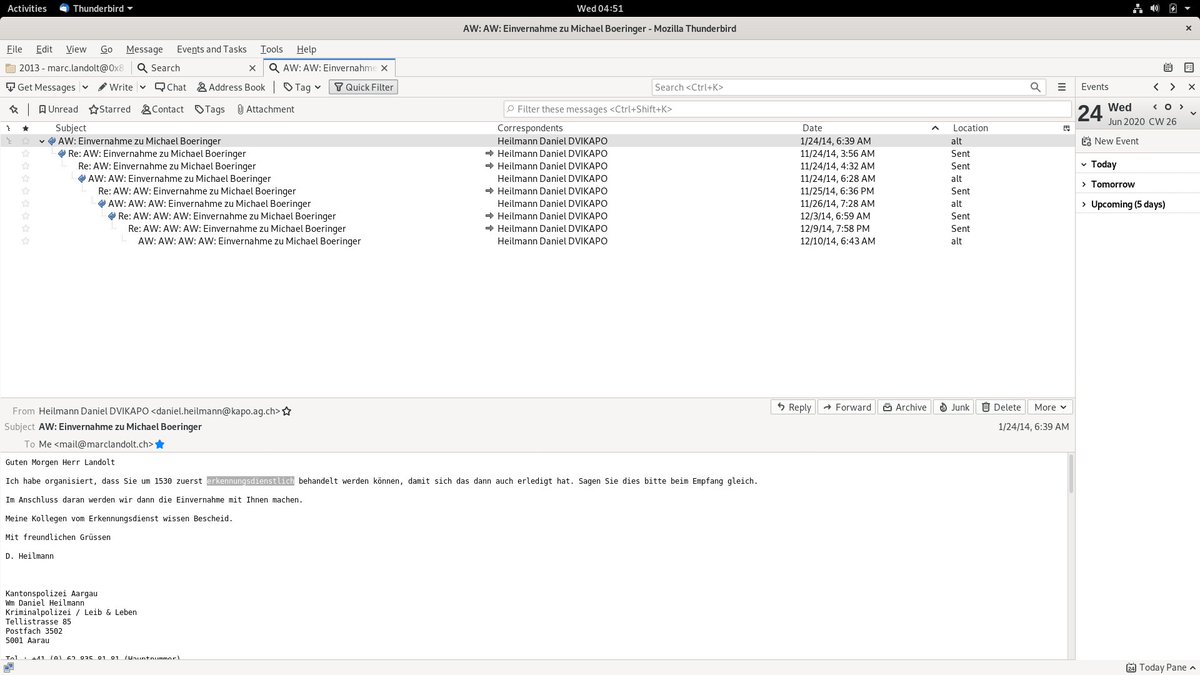 Activities Thunderbird Wed 04:51
AW: AW: Einvernahme zu Michael Boeringer - Mozilla Thunderbird
File Edit View Go Message Events and Tasks Tools Help
2013 - marc.landolt@0x8 Search AW: AW: Einvernahme
Get Messages Write Chat Address Book Tag Quick Filter Search <Ctrl+K> Events
Unread Starred Contact Tags Attachment Filter these messages <Ctrl+Shift+K>
24 Wed Jun 2020 CW 26
New Event
Today
Tomorrow
Upcoming (5 days)
Subject Correspondents Date Location
AW: Einvernahme zu Michael Boeringer Heilmann Daniel DVIKAPO 1/24/14, 6:39 AM alt
Re: AW: Einvernahme zu Michael Boeringer Heilmann Daniel DVIKAPO 11/24/14, 3:56 AM Sent
Re: AW: Einvernahme zu Michael Boeringer Heilmann Daniel DVIKAPO 11/24/14, 4:32 AM Sent
AW: AW: Einvernahme zu Michael Boeringer Heilmann Daniel DVIKAPO 11/24/14, 6:28 AM alt
Re: AW: AW: Einvernahme zu Michael Boeringer Heilmann Daniel DVIKAPO 11/25/14, 6:36 PM Sent
AW: AW: AW: Einvernahme zu Michael Boeringer Heilmann Daniel DVIKAPO 11/26/14, 7:28 AM alt
Re: AW: AW: AW: Einvernahme zu Michael Boeringer Heilmann Daniel DVIKAPO 12/3/14, 6:59 AM Sent
Re: AW: AW: AW: Einvernahme zu Michael Boeringer Heilmann Daniel DVIKAPO 12/9/14, 7:58 PM Sent
AW: AW: AW: AW: Einvernahme zu Michael Boeringer Heilmann Daniel DVIKAPO 12/10/14, 6:43 AM alt
From Heilmann Daniel DVIKAPO <daniel.heilmann@kapo.ag.ch> Reply Forward Archive Junk Delete More
Subject AW: Einvernahme zu Michael Boeringer 1/24/14, 6:39 AM
To Me <mail@marclandolt.ch>
Guten Morgen Herr Landolt
Ich habe organisiert, dass Sie um 1530 zuerst erkennungsdienstlich behandelt werden können, damit sich das dann auch erledigt hat. Sagen Sie dies bitte beim Empfang gleich.
Im Anschluss daran werden wir dann die Einvernahme mit Ihnen machen.
Meine Kollegen vom Erkennungsdienst wissen Bescheid.
Mit freundlichen Grüssen
D. Heilmann
Kantonspolizei Aargau
Wm Daniel Heilmann
Kriminalpolizei / Leib & Leben
Tellistrasse 85
Postfach 3502
5001 Aarau
Tel.: +41 (0) 62 835 81 81 (Hauptnummer)
Today Pane